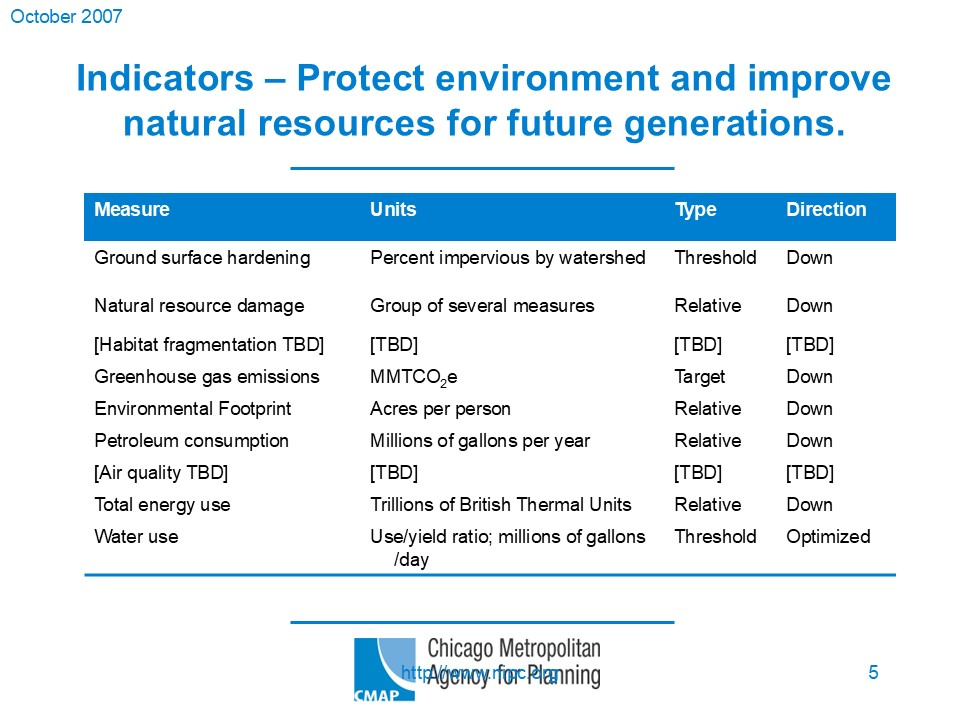 October 2007
Indicators – Protect environment and improve
natural resources for future generations.
Measure Units Type Direction
Ground surface hardening Percent impervious by watershed Threshold Down
Natural resource damage Group of several measures Relative Down
[Habitat fragmentation TBD] [TBD] [TBD] [TBD]
Greenhouse gas emissions MMTCO₂e Target Down
Environmental Footprint Acres per person Relative Down
Petroleum consumption Millions of gallons per year Relative Down
[Air quality TBD] [TBD] [TBD] [TBD]
Total energy use Trillions of British Thermal Units Relative Down
Water use Use/yield ratio; millions of gallons Threshold Optimized
/day
Chicago Metropolitan
Agency for Planning
CMAP
5